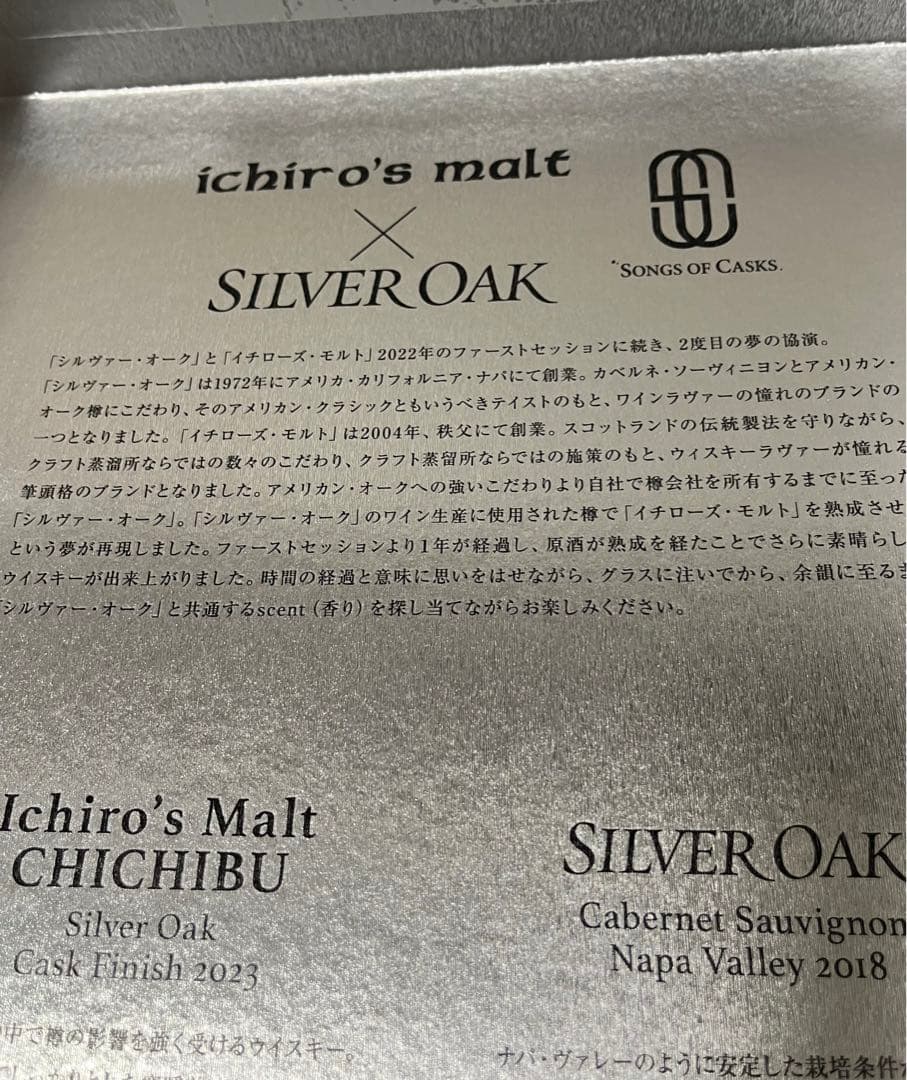 ichiro's malt
×
SILVER OAK
SONGS OF CASKS.
「シルヴァー・オーク」と「イチローズ・モルト」2022年のファーストセッションに続き、2度目の夢の協演。
「シルヴァー・オーク」は1972年にアメリカ・カリフォルニア・ナパにて創業。カベルネ・ソーヴィニヨンとアメリカン・
オーク樽にこだわり、そのアメリカン・クラシックともいうべきテイストのもと、ワインラヴァーの憧れのブランドの
一つとなりました。「イチローズ・モルト」は2004年、秩父にて創業。スコットランドの伝統製法を守りながら、
クラフト蒸溜所ならではの数々のこだわり、クラフト蒸留所ならではの施策のもと、ウィスキーラヴァーが憧れる
筆頭格のブランドとなりました。アメリカン・オークへの強いこだわりより自社で樽会社を所有するまでに至った
「シルヴァー・オーク」。「シルヴァー・オーク」のワイン生産に使用された樽で「イチローズ・モルト」を熟成させ
という夢が再現しました。ファーストセッションより1年が経過し、原酒が熟成を経たことでさらに素晴らし
ウイスキーが出来上がりました。時間の経過と意味に思いをはせながら、グラスに注いでから、余韻に至るま
シルヴァー・オーク」と共通するscent（香り）を探し当てながらお楽しみください。
Ichiro's Malt
CHICHIBU
Silver Oak
Cask Finish 2023
SILVER OAK
Cabernet Sauvignon
Napa Valley 2018
中で樽の影響を強く受けるウイスキー。
ナパ・ヴァレーのように安定した栽培条件